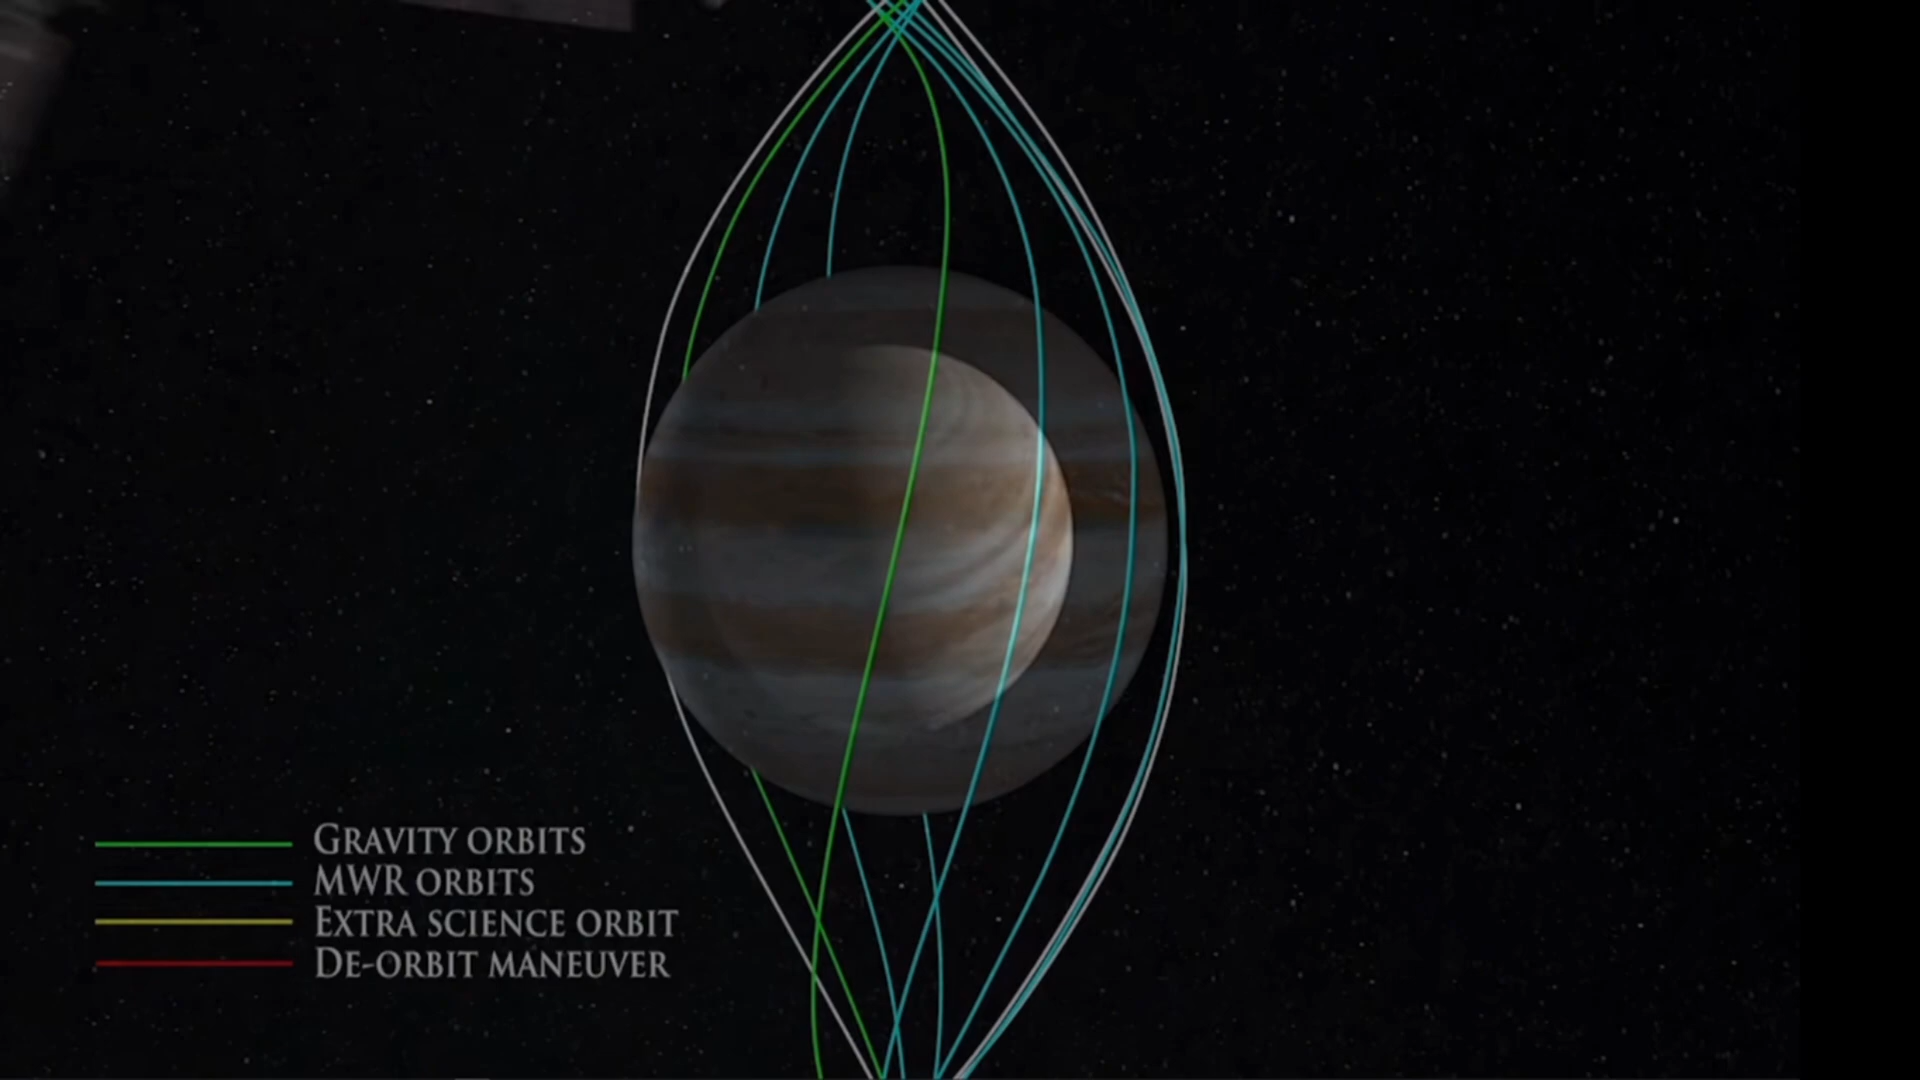 GRAVITY ORBITS
MWR ORBITS
EXTRA SCIENCE ORBIT
DE-ORBIT MANEUVER